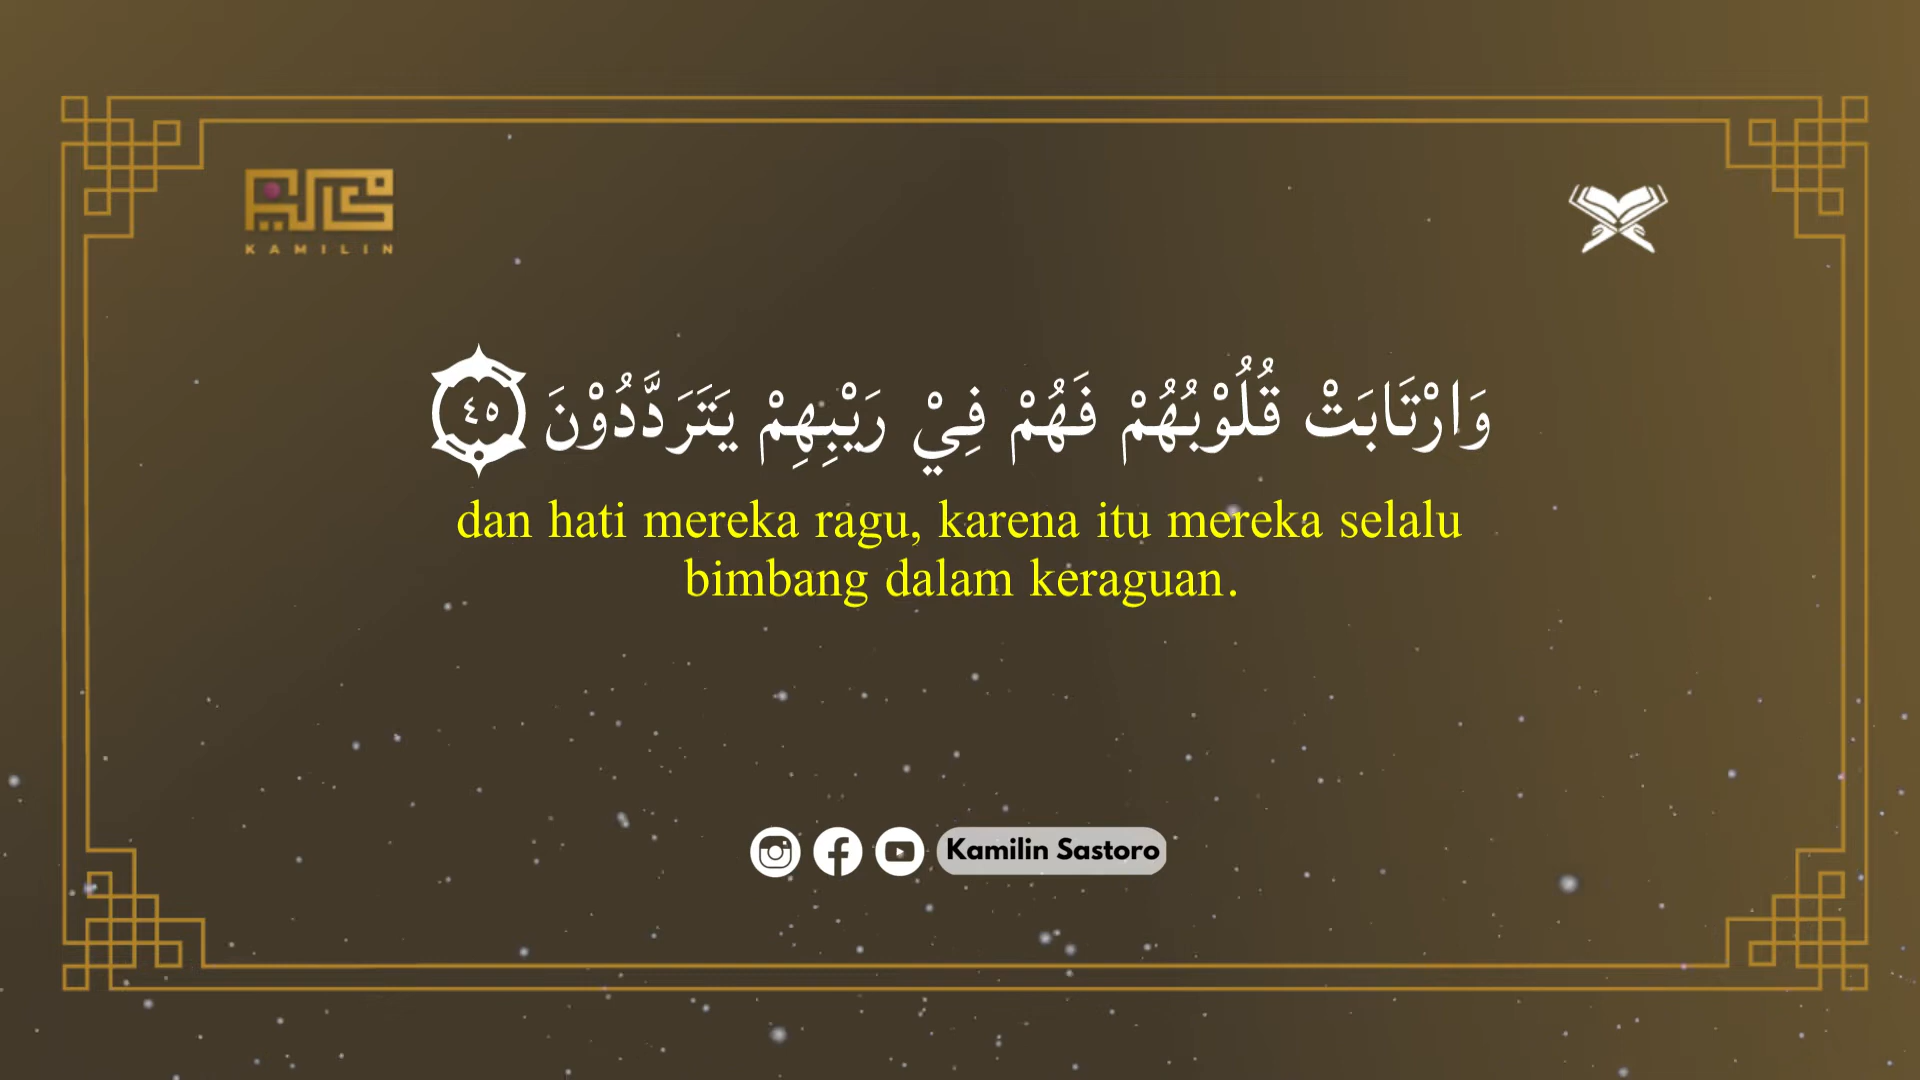 KAMILIN
وَارْتَابَتْ قُلُوْبُهُمْ فَهُمْ فِيْ رَيْبِهِمْ يَتَرَدَّدُوْنَ ٤٥
dan hati mereka ragu, karena itu mereka selalu
bimbang dalam keraguan.
Kamilin Sastoro